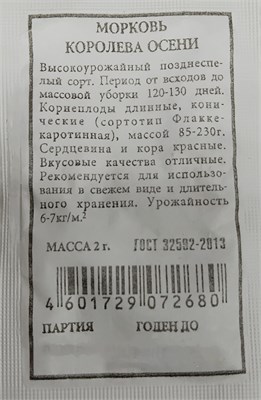 МОРКОВЬ
КОРОЛЕВА ОСЕНИ
Высокоурожайный позднеспе-
лый сорт. Период от всходов до
массовой уборки 120-130 дней.
Корнеплоды длинные, кони-
ческие (сортотип Флакке-
каротинная), массой 85-230г.
Сердцевина и кора красные.
Вкусовые качества отличные.
Рекомендуется для использо-
вания в свежем виде и длитель-
ного хранения. Урожайность
6-7кг/м.²
МАССА 2 г. ГОСТ 32592-2013
4 601729 072680
ПАРТИЯ ГОДЕН ДО